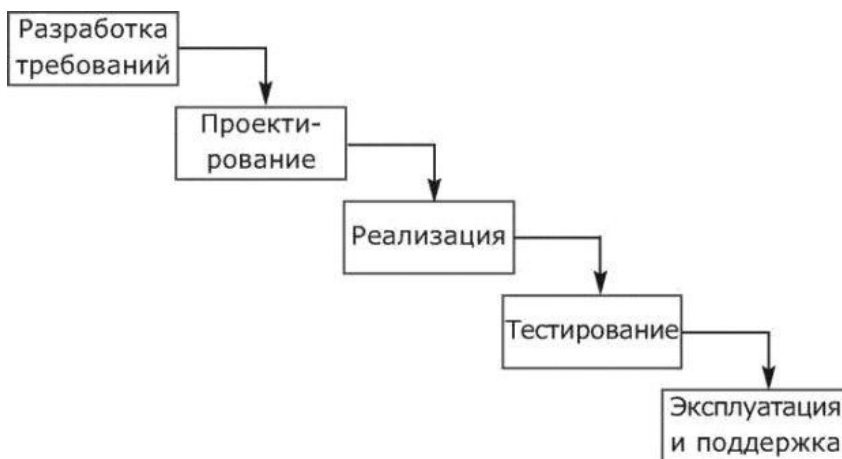 Разработка
требований
Проекти-
рование
Реализация
Тестирование
Эксплуатация
и поддержка